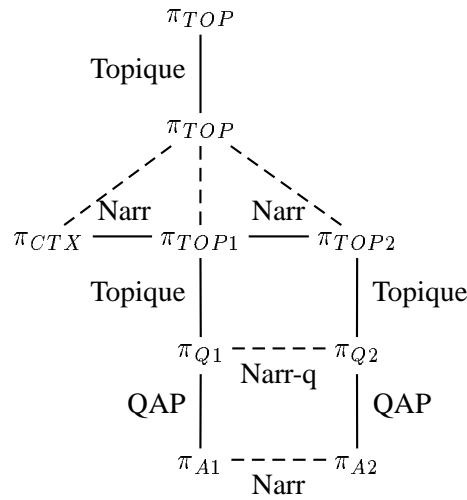 π_TOP
Topique
π_TOP
Narr Narr
π_CTX π_TOP1 π_TOP2
Topique Topique
π_Q1 π_Q2
Narr-q
QAP QAP
π_A1 π_A2
Narr